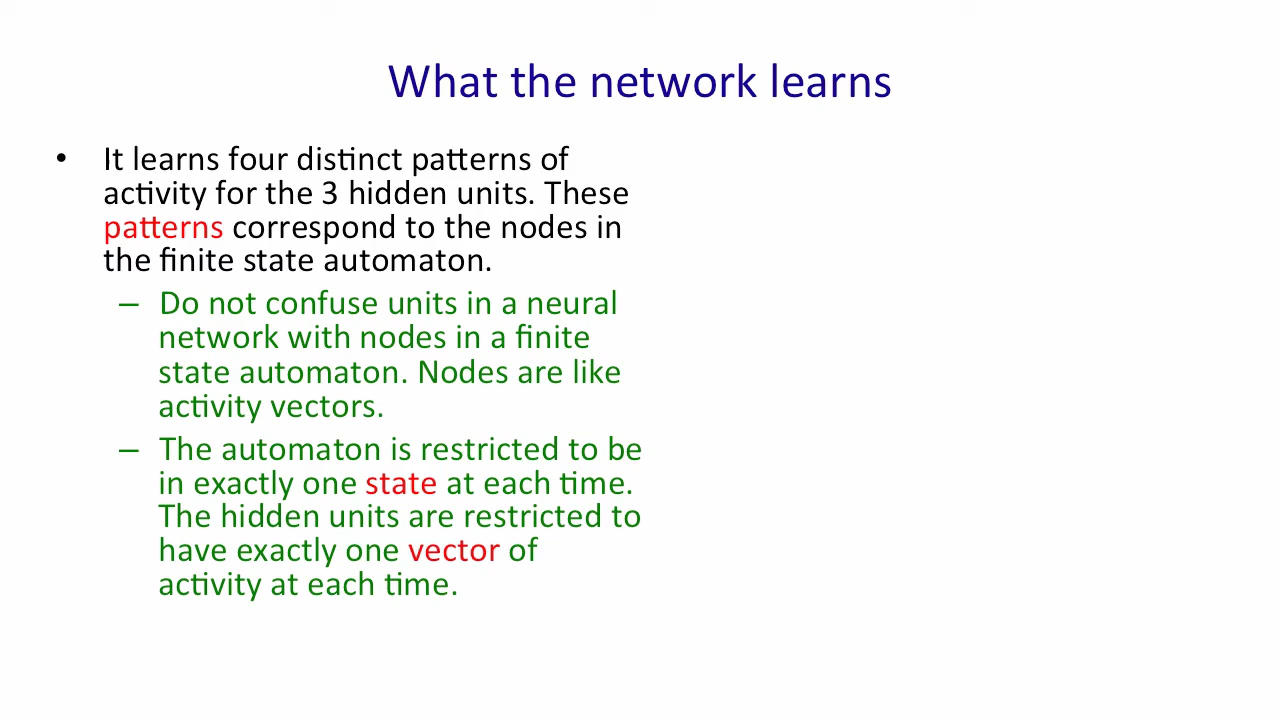 What the network learns
• It learns four distinct patterns of
activity for the 3 hidden units. These
patterns correspond to the nodes in
the finite state automaton.
– Do not confuse units in a neural
network with nodes in a finite
state automaton. Nodes are like
activity vectors.
– The automaton is restricted to be
in exactly one state at each time.
The hidden units are restricted to
have exactly one vector of
activity at each time.